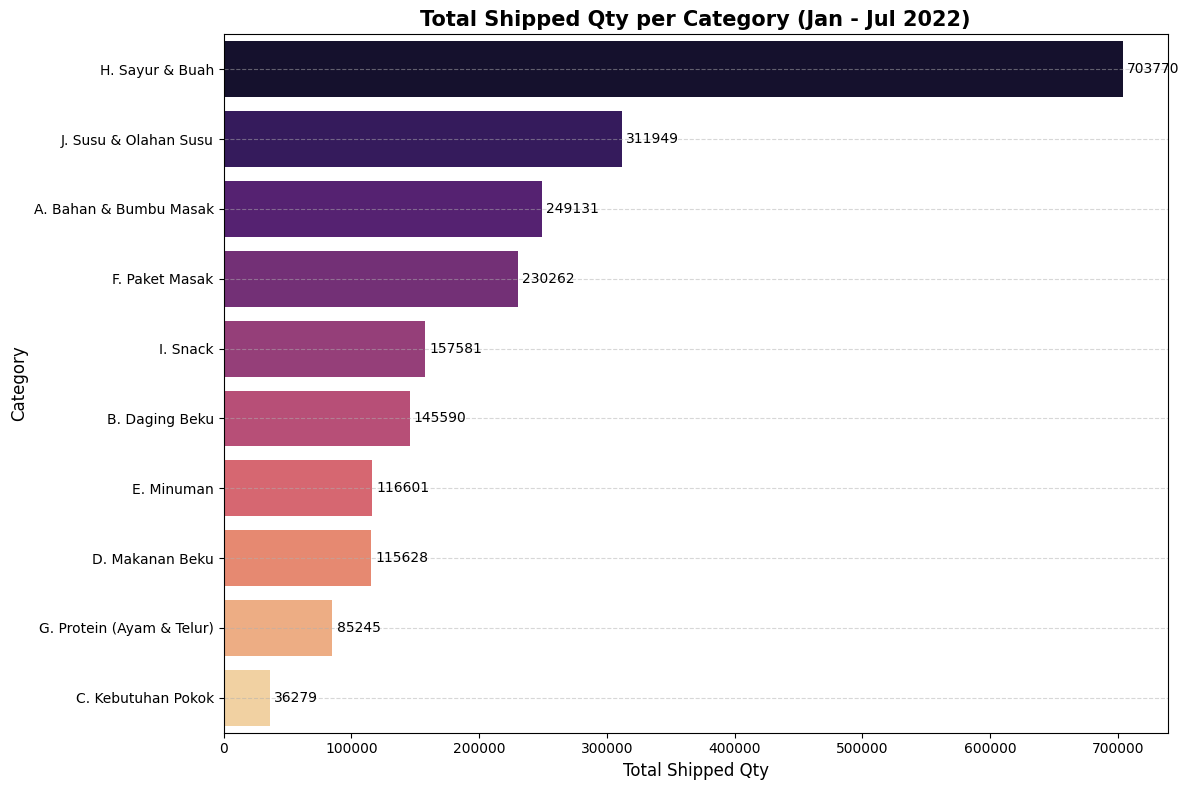 Total Shipped Qty per Category (Jan - Jul 2022)
Category
H. Sayur & Buah
703770
J. Susu & Olahan Susu
311949
A. Bahan & Bumbu Masak
249131
F. Paket Masak
230262
I. Snack
157581
B. Daging Beku
145590
E. Minuman
116601
D. Makanan Beku
115628
G. Protein (Ayam & Telur)
85245
C. Kebutuhan Pokok
36279
0 100000 200000 300000 400000 500000 600000 700000
Total Shipped Qty